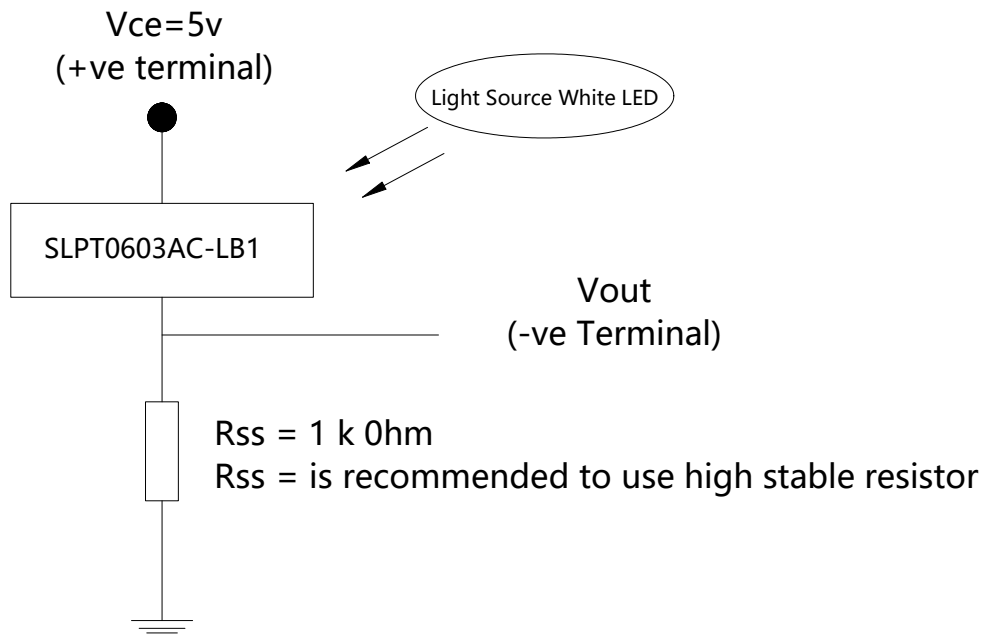 Vce=5v
(+ve terminal)
Light Source White LED
SLPT0603AC-LB1
Vout
(-ve Terminal)
Rss = 1 k 0hm
Rss = is recommended to use high stable resistor